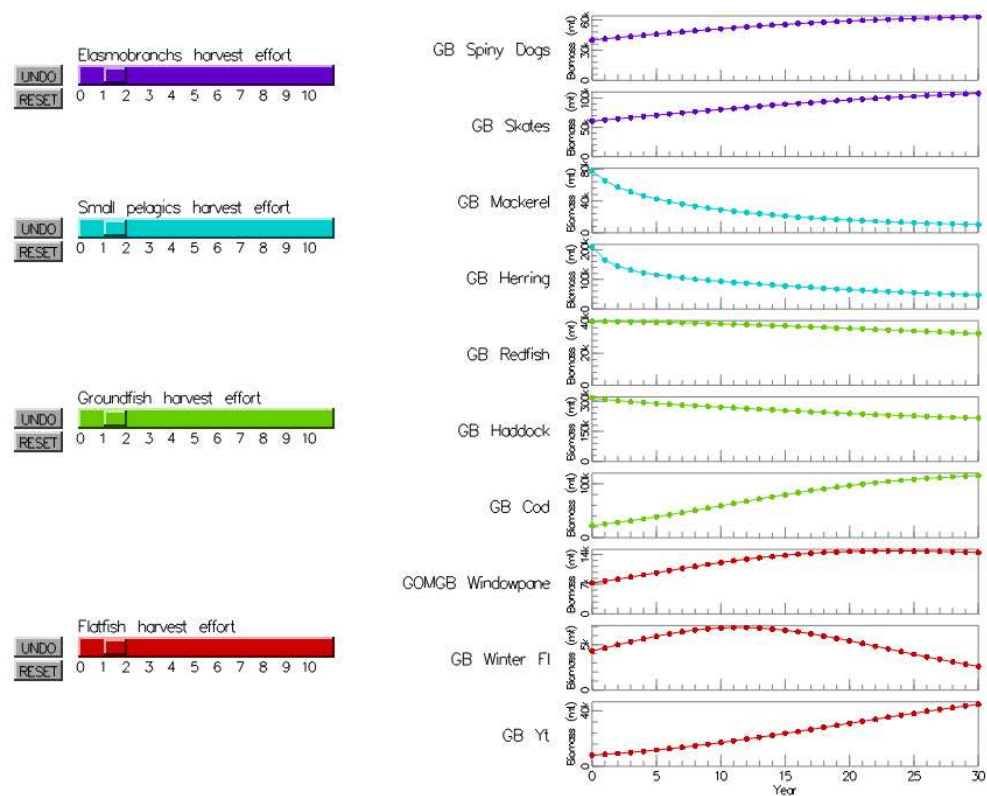 Elasmobranchs harvest effort
UNDO
RESET
0 1 2 3 4 5 6 7 8 9 10
Small pelagics harvest effort
UNDO
RESET
0 1 2 3 4 5 6 7 8 9 10
Groundfish harvest effort
UNDO
RESET
0 1 2 3 4 5 6 7 8 9 10
Flatfish harvest effort
UNDO
RESET
0 1 2 3 4 5 6 7 8 9 10
GB Spiny Dogs
Biomass (mt)
0 30k 60k
GB Skates
Biomass (mt)
0 50k 100k
GB Mackerel
Biomass (mt)
0 40k 80k
GB Herring
Biomass (mt)
0 100k 200k
GB Redfish
Biomass (mt)
0 20k 40k
GB Haddock
Biomass (mt)
0 150k 300k
GB Cod
Biomass (mt)
0 100k
GOMGB Windowpane
Biomass (mt)
0 7k 14k
GB Winter Fl
Biomass (mt)
0 5k
GB Yt
Biomass (mt)
0 40k
0 5 10 15 20 25 30
Year